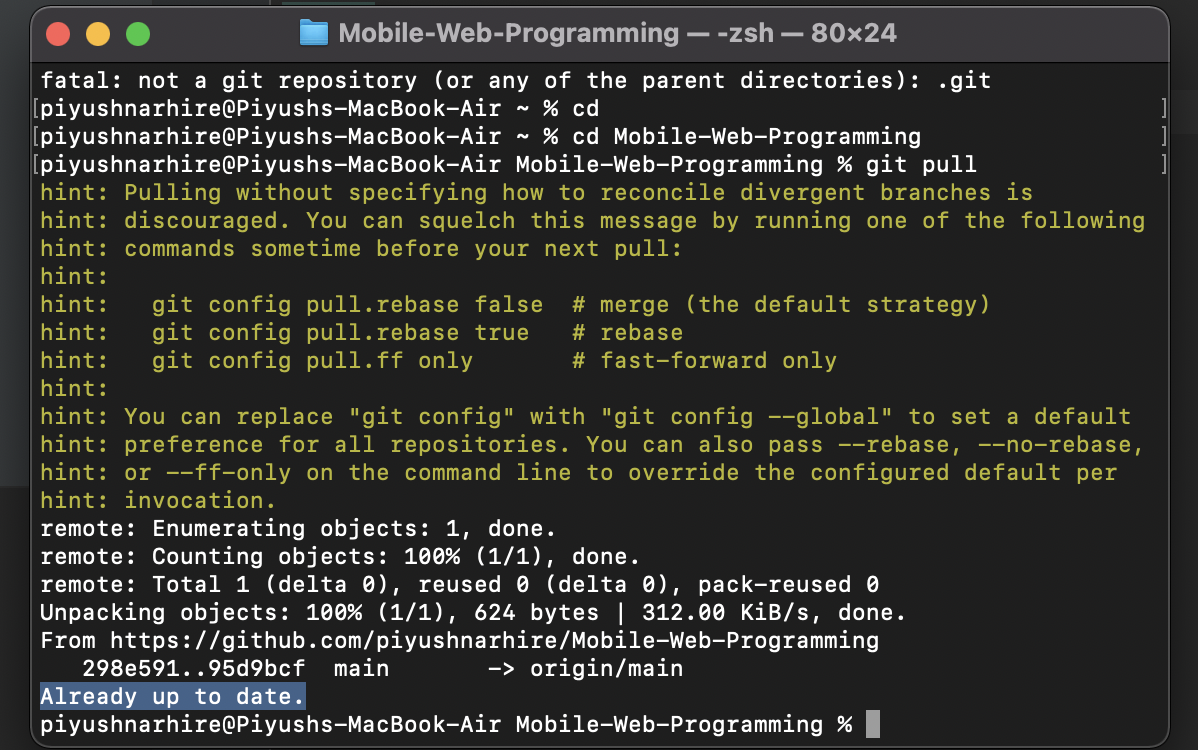 Mobile-Web-Programming — -zsh — 80×24
fatal: not a git repository (or any of the parent directories): .git
[piyushnarhire@Piyushs-MacBook-Air ~ % cd ]
[piyushnarhire@Piyushs-MacBook-Air ~ % cd Mobile-Web-Programming ]
[piyushnarhire@Piyushs-MacBook-Air Mobile-Web-Programming % git pull ]
hint: Pulling without specifying how to reconcile divergent branches is
hint: discouraged. You can squelch this message by running one of the following
hint: commands sometime before your next pull:
hint:
hint:   git config pull.rebase false  # merge (the default strategy)
hint:   git config pull.rebase true   # rebase
hint:   git config pull.ff only       # fast-forward only
hint:
hint: You can replace "git config" with "git config --global" to set a default
hint: preference for all repositories. You can also pass --rebase, --no-rebase,
hint: or --ff-only on the command line to override the configured default per
hint: invocation.
remote: Enumerating objects: 1, done.
remote: Counting objects: 100% (1/1), done.
remote: Total 1 (delta 0), reused 0 (delta 0), pack-reused 0
Unpacking objects: 100% (1/1), 624 bytes | 312.00 KiB/s, done.
From https://github.com/piyushnarhire/Mobile-Web-Programming
   298e591..95d9bcf  main       -> origin/main
Already up to date.
piyushnarhire@Piyushs-MacBook-Air Mobile-Web-Programming %